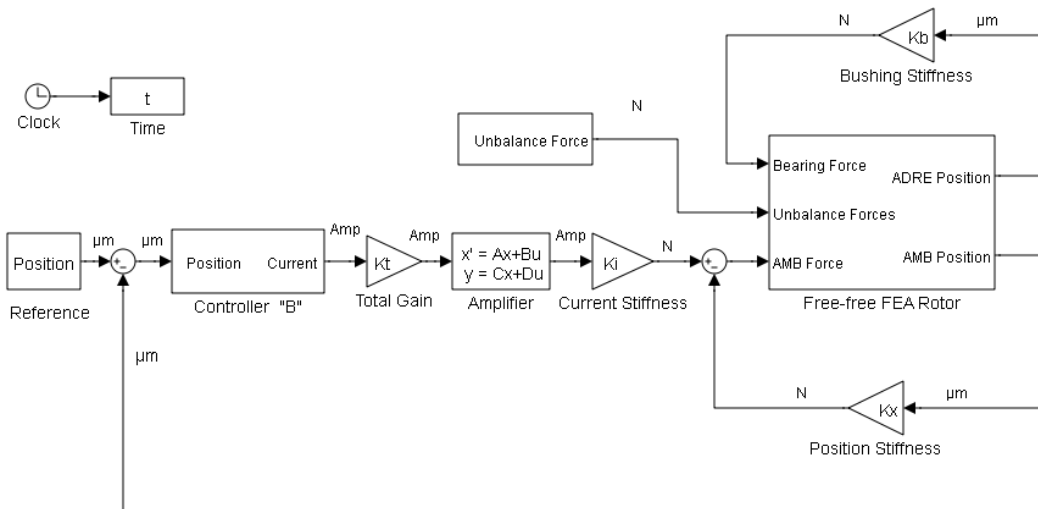 N
µm
Kb
Bushing Stiffness
t
Clock
Time
N
Unbalance Force
Bearing Force
ADRE Position
Unbalance Forces
µm
µm
Amp
Amp
Amp
N
Position
+
-
Position
Current
Kt
x' = Ax+Bu
y = Cx+Du
Ki
+
-
AMB Force
AMB Position
Reference
Controller "B"
Total Gain
Amplifier
Current Stiffness
Free-free FEA Rotor
µm
N
µm
Kx
Position Stiffness